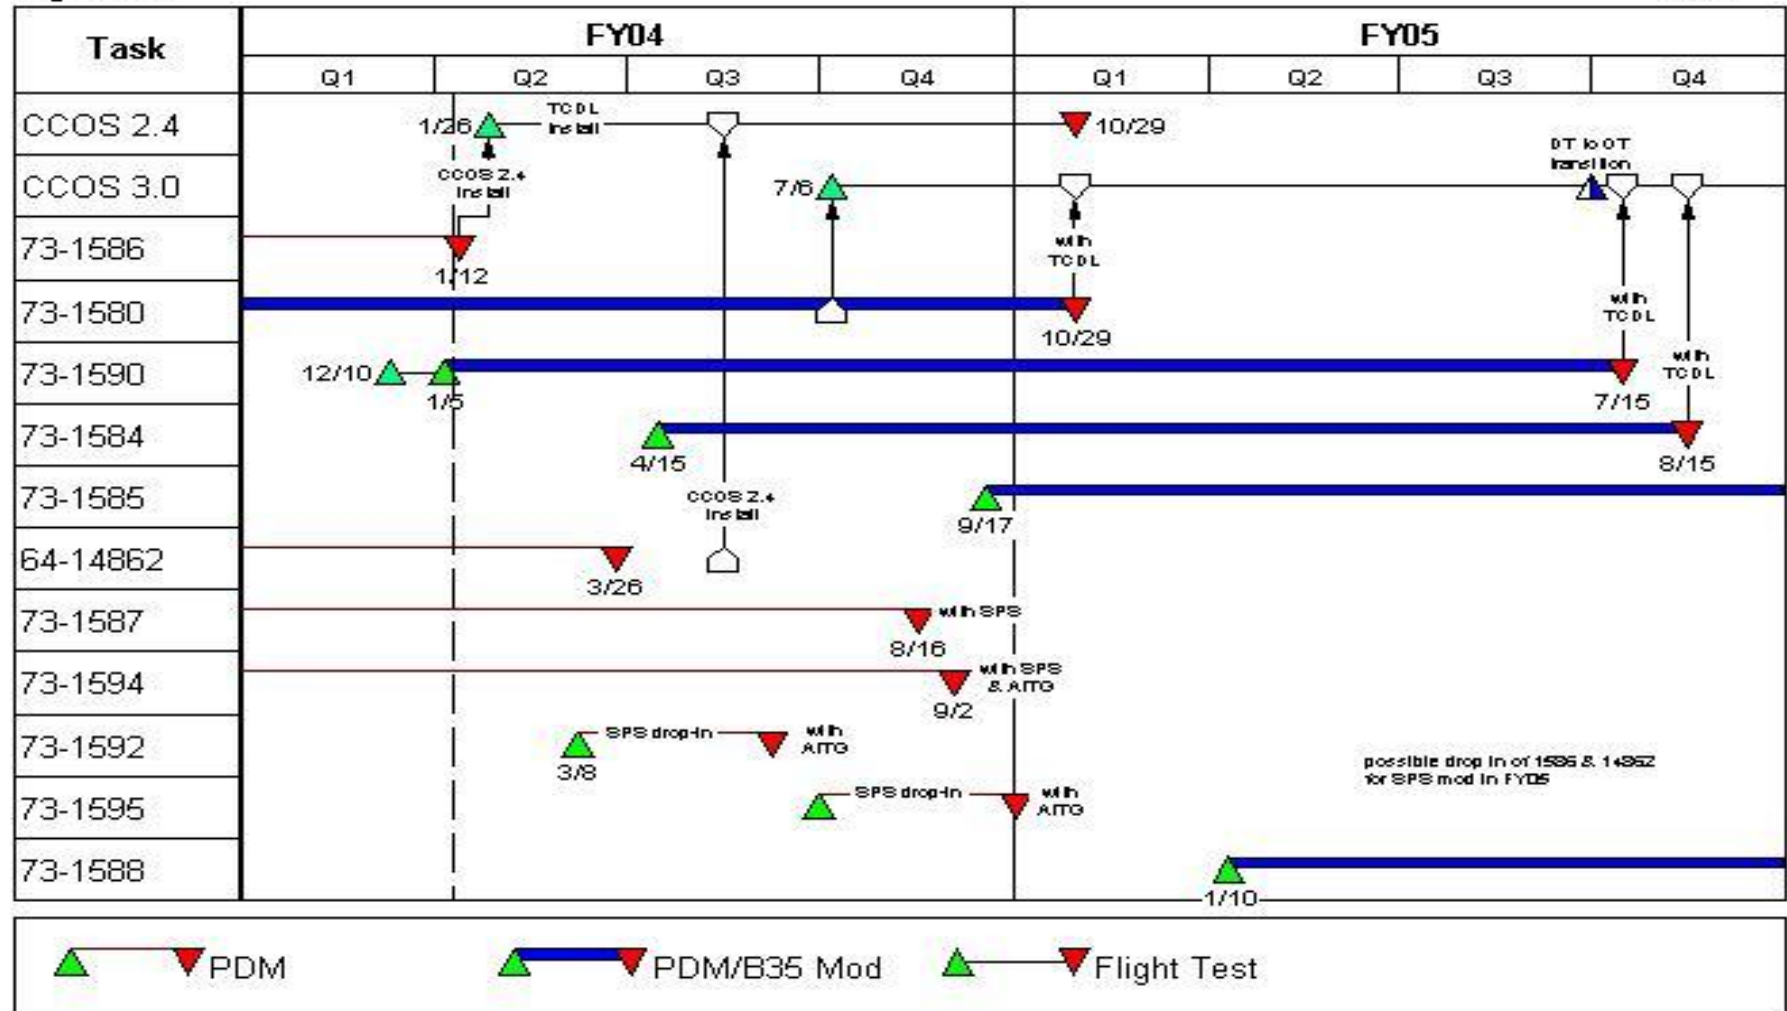 Task
FY04
FY05
Q1 Q2 Q3 Q4 Q1 Q2 Q3 Q4
CCOS 2.4
1/26
TCDL
Install
10/29
CCOS 3.0
CCOS 2.4
Install
7/6
DT to OT
transition
73-1586
1/12
with
TCDL
73-1580
10/29
with
TCDL
73-1590
12/10
1/5
7/15
with
TCDL
73-1584
4/15
8/15
73-1585
CCOS 2.4
Install
9/17
64-14862
3/26
73-1587
with SPS
8/16
73-1594
with SPS
& AITG
9/2
73-1592
SPS drop-in
with
AITG
3/8
possible drop in of 1586 & 14862
for SPS mod in FY05
73-1595
SPS drop-in
with
AITG
73-1588
1/10
PDM
PDM/B35 Mod
Flight Test